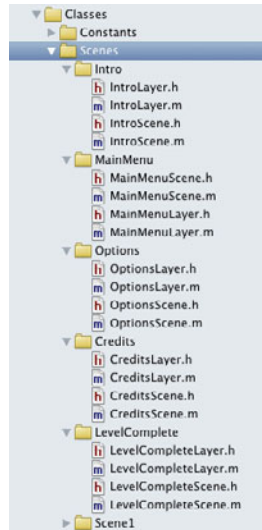 Classes
Constants
Scenes
Intro
h IntroLayer.h
m IntroLayer.m
h IntroScene.h
m IntroScene.m
MainMenu
h MainMenuScene.h
m MainMenuScene.m
h MainMenuLayer.h
m MainMenuLayer.m
Options
h OptionsLayer.h
m OptionsLayer.m
h OptionsScene.h
m OptionsScene.m
Credits
h CreditsLayer.h
m CreditsLayer.m
h CreditsScene.h
m CreditsScene.m
LevelComplete
h LevelCompleteLayer.h
m LevelCompleteLayer.m
h LevelCompleteScene.h
m LevelCompleteScene.m
Scene1